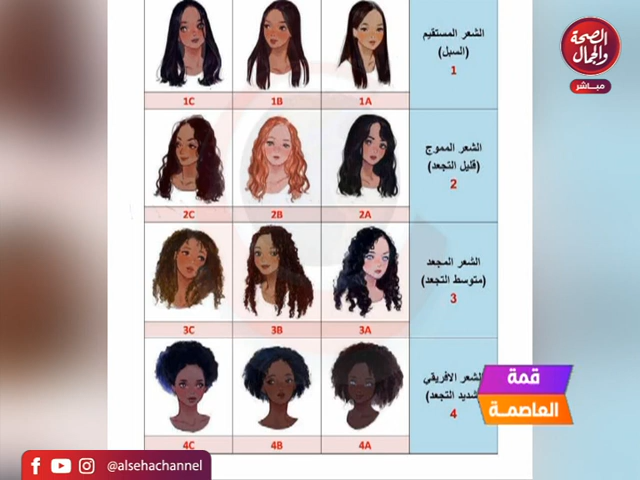 الصحة
والجمال
مباشر
الشعر المستقيم
(السبل)
1
1A
1B
1C
الشعر المموج
(قليل التجعد)
2
2A
2B
2C
الشعر المجعد
(متوسط التجعد)
3
3A
3B
3C
الشعر الافريقي
شديد التجعد)
4
4A
4B
4C
قمة
العاصمة
@alsehachannel